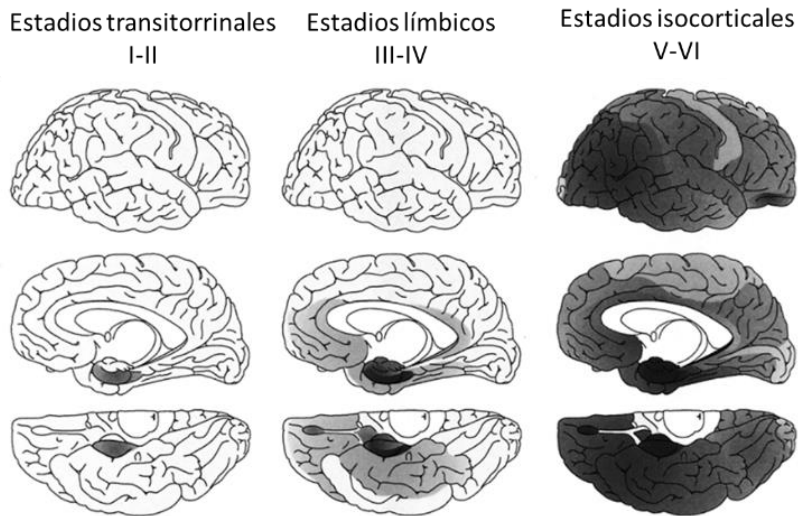 Estadios transitorrinales
I-II
Estadios límbicos
III-IV
Estadios isocorticales
V-VI